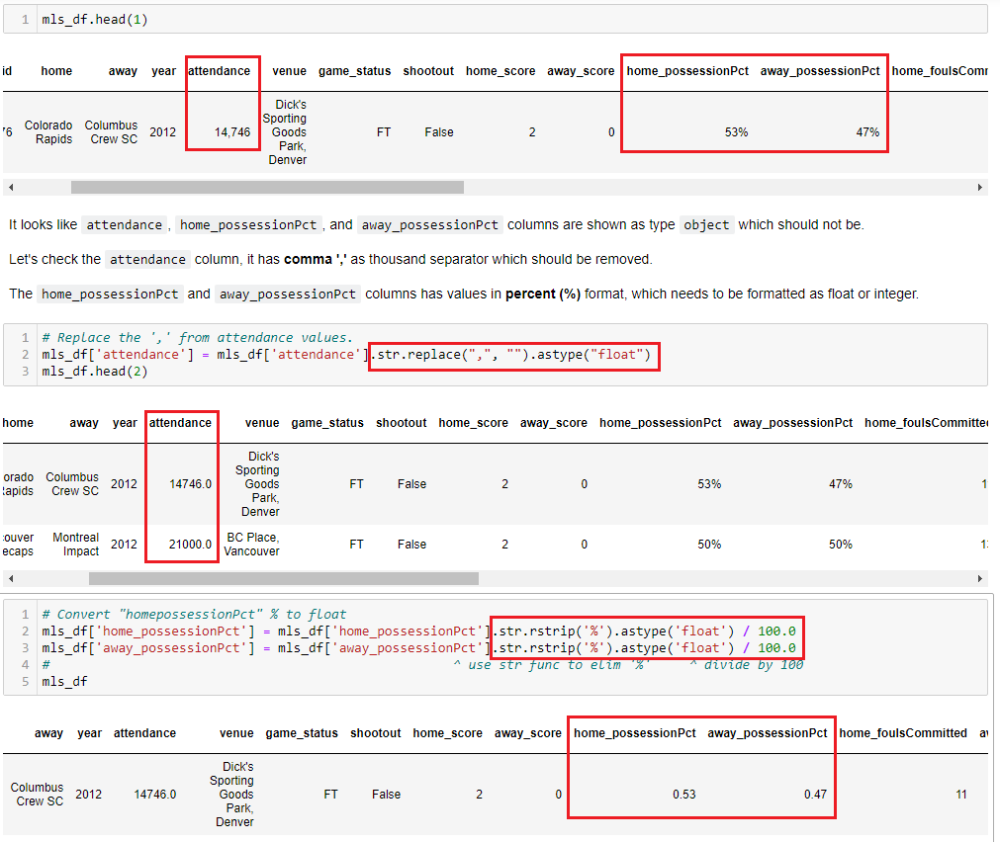 1 mls_df.head(1)
id home away year attendance venue game_status shootout home_score away_score home_possessionPct away_possessionPct home_foulsComm
76 Colorado Rapids Columbus Crew SC 2012 14,746 Dick's Sporting Goods Park, Denver FT False 2 0 53% 47%
It looks like attendance , home_possessionPct , and away_possessionPct columns are shown as type object which should not be.
Let's check the attendance column, it has comma ',' as thousand separator which should be removed.
The home_possessionPct and away_possessionPct columns has values in percent (%) format, which needs to be formatted as float or integer.
1 # Replace the ',' from attendance values.
2 mls_df['attendance'] = mls_df['attendance'].str.replace(",", "").astype("float")
3 mls_df.head(2)
home away year attendance venue game_status shootout home_score away_score home_possessionPct away_possessionPct home_foulsCommitted
orado Rapids Columbus Crew SC 2012 14746.0 Dick's Sporting Goods Park, Denver FT False 2 0 53% 47% 1
couver ecaps Montreal Impact 2012 21000.0 BC Place, Vancouver FT False 2 0 50% 50% 1
1 # Convert "homepossessionPct" % to float
2 mls_df['home_possessionPct'] = mls_df['home_possessionPct'].str.rstrip('%').astype('float') / 100.0
3 mls_df['away_possessionPct'] = mls_df['away_possessionPct'].str.rstrip('%').astype('float') / 100.0
4 # ^ use str func to elim '%' ^ divide by 100
5 mls_df
away year attendance venue game_status shootout home_score away_score home_possessionPct away_possessionPct home_foulsCommitted
Columbus Crew SC 2012 14746.0 Dick's Sporting Goods Park, Denver FT False 2 0 0.53 0.47 11